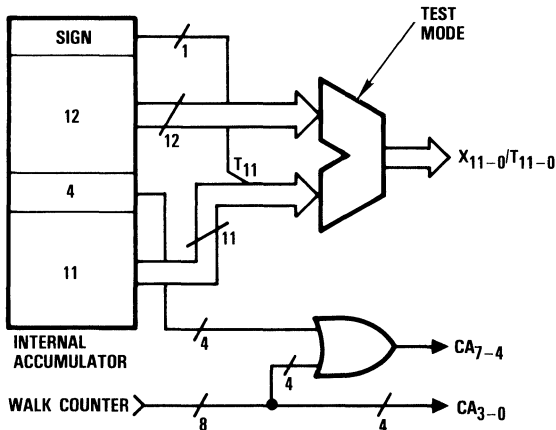 TEST
MODE
SIGN
1
12
12
X11–0/T11–0
4
T11
11
11
INTERNAL
ACCUMULATOR
4
CA7–4
4
WALK COUNTER
8
4
CA3–0